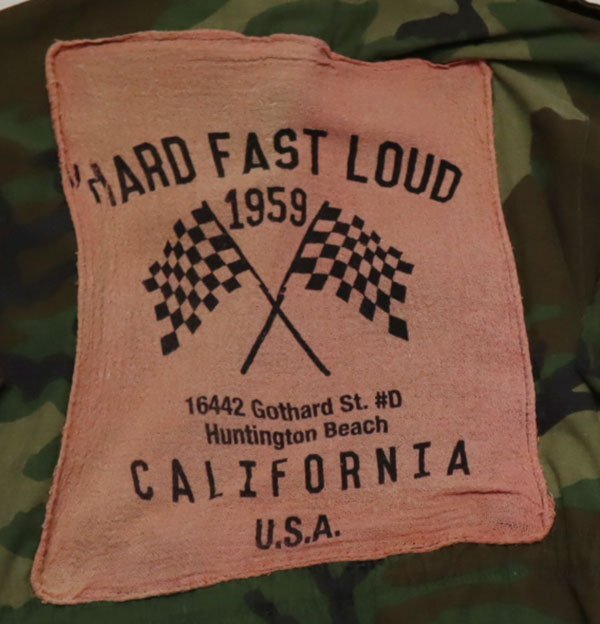 HARD FAST LOUD
1959
16442 Gothard St. #D
Huntington Beach
CALIFORNIA
U.S.A.